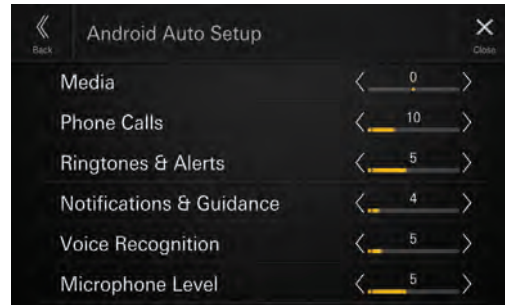 Back
Android Auto Setup
Close
Media 0
Phone Calls 10
Ringtones & Alerts 5
Notifications & Guidance 4
Voice Recognition 5
Microphone Level 5